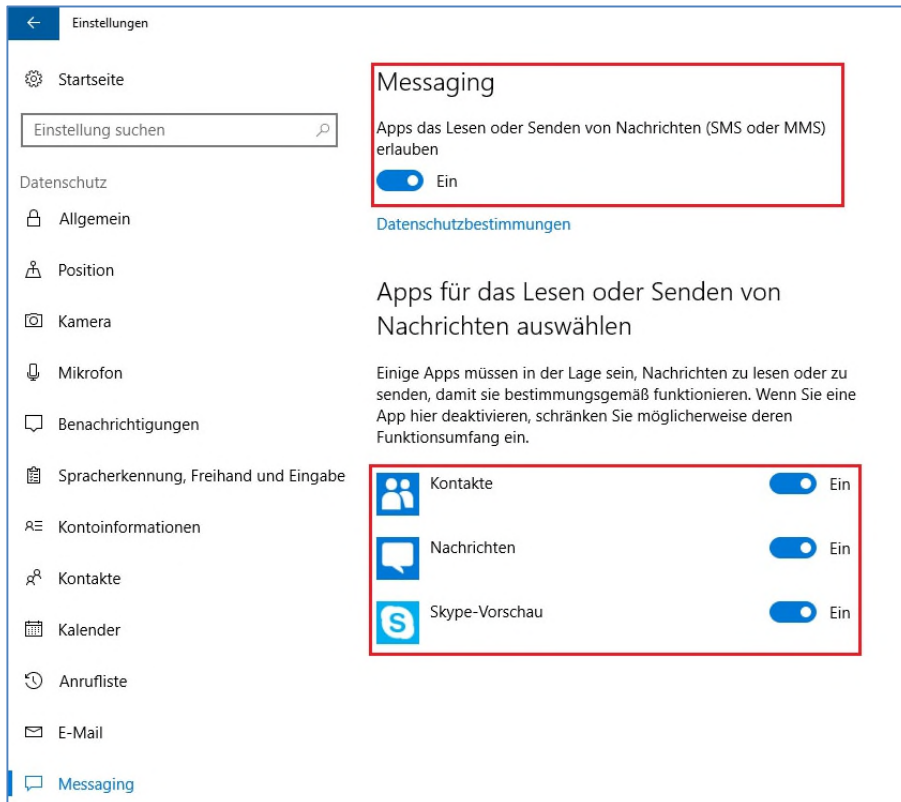 Einstellungen
Startseite
Einstellung suchen
Datenschutz
Allgemein
Position
Kamera
Mikrofon
Benachrichtigungen
Spracherkennung, Freihand und Eingabe
Kontoinformationen
Kontakte
Kalender
Anrufliste
E-Mail
Messaging
Messaging
Apps das Lesen oder Senden von Nachrichten (SMS oder MMS)
erlauben
Ein
Datenschutzbestimmungen
Apps für das Lesen oder Senden von
Nachrichten auswählen
Einige Apps müssen in der Lage sein, Nachrichten zu lesen oder zu
senden, damit sie bestimmungsgemäß funktionieren. Wenn Sie eine
App hier deaktivieren, schränken Sie möglicherweise deren
Funktionsumfang ein.
Kontakte Ein
Nachrichten Ein
Skype-Vorschau Ein